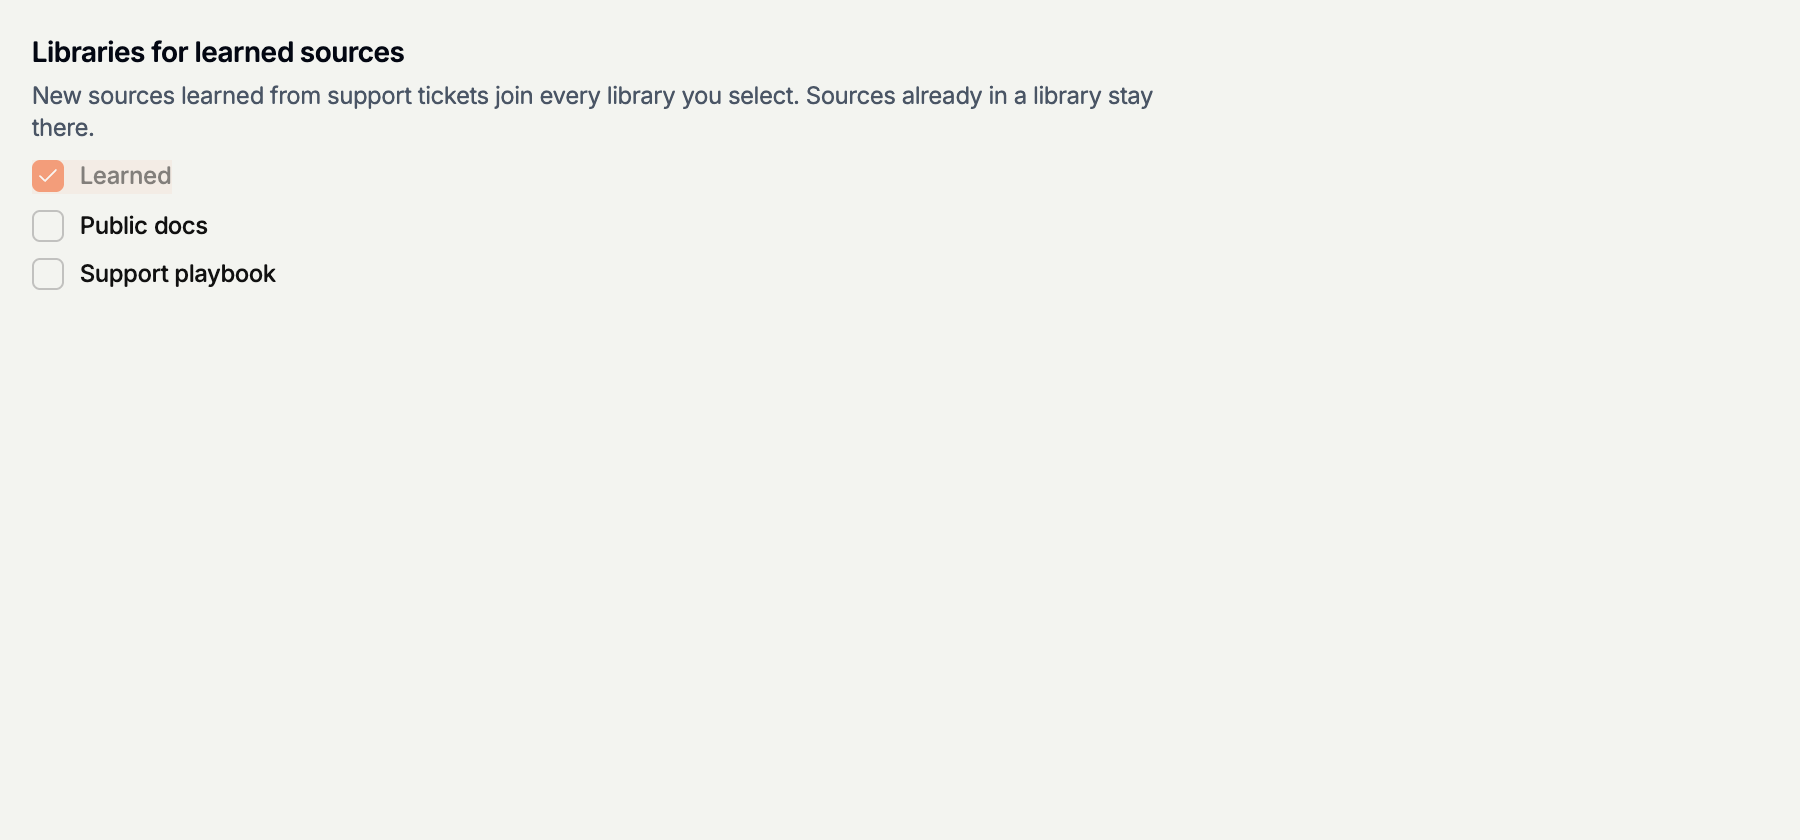 Libraries for learned sources
New sources learned from support tickets join every library you select. Sources already in a library stay
there.
Learned
Public docs
Support playbook